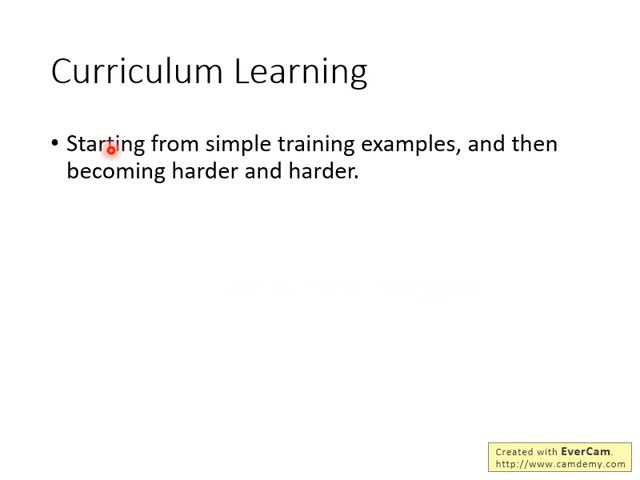 Curriculum Learning
• Starting from simple training examples, and then
becoming harder and harder.
Created with EverCam.
http://www.camdemy.com